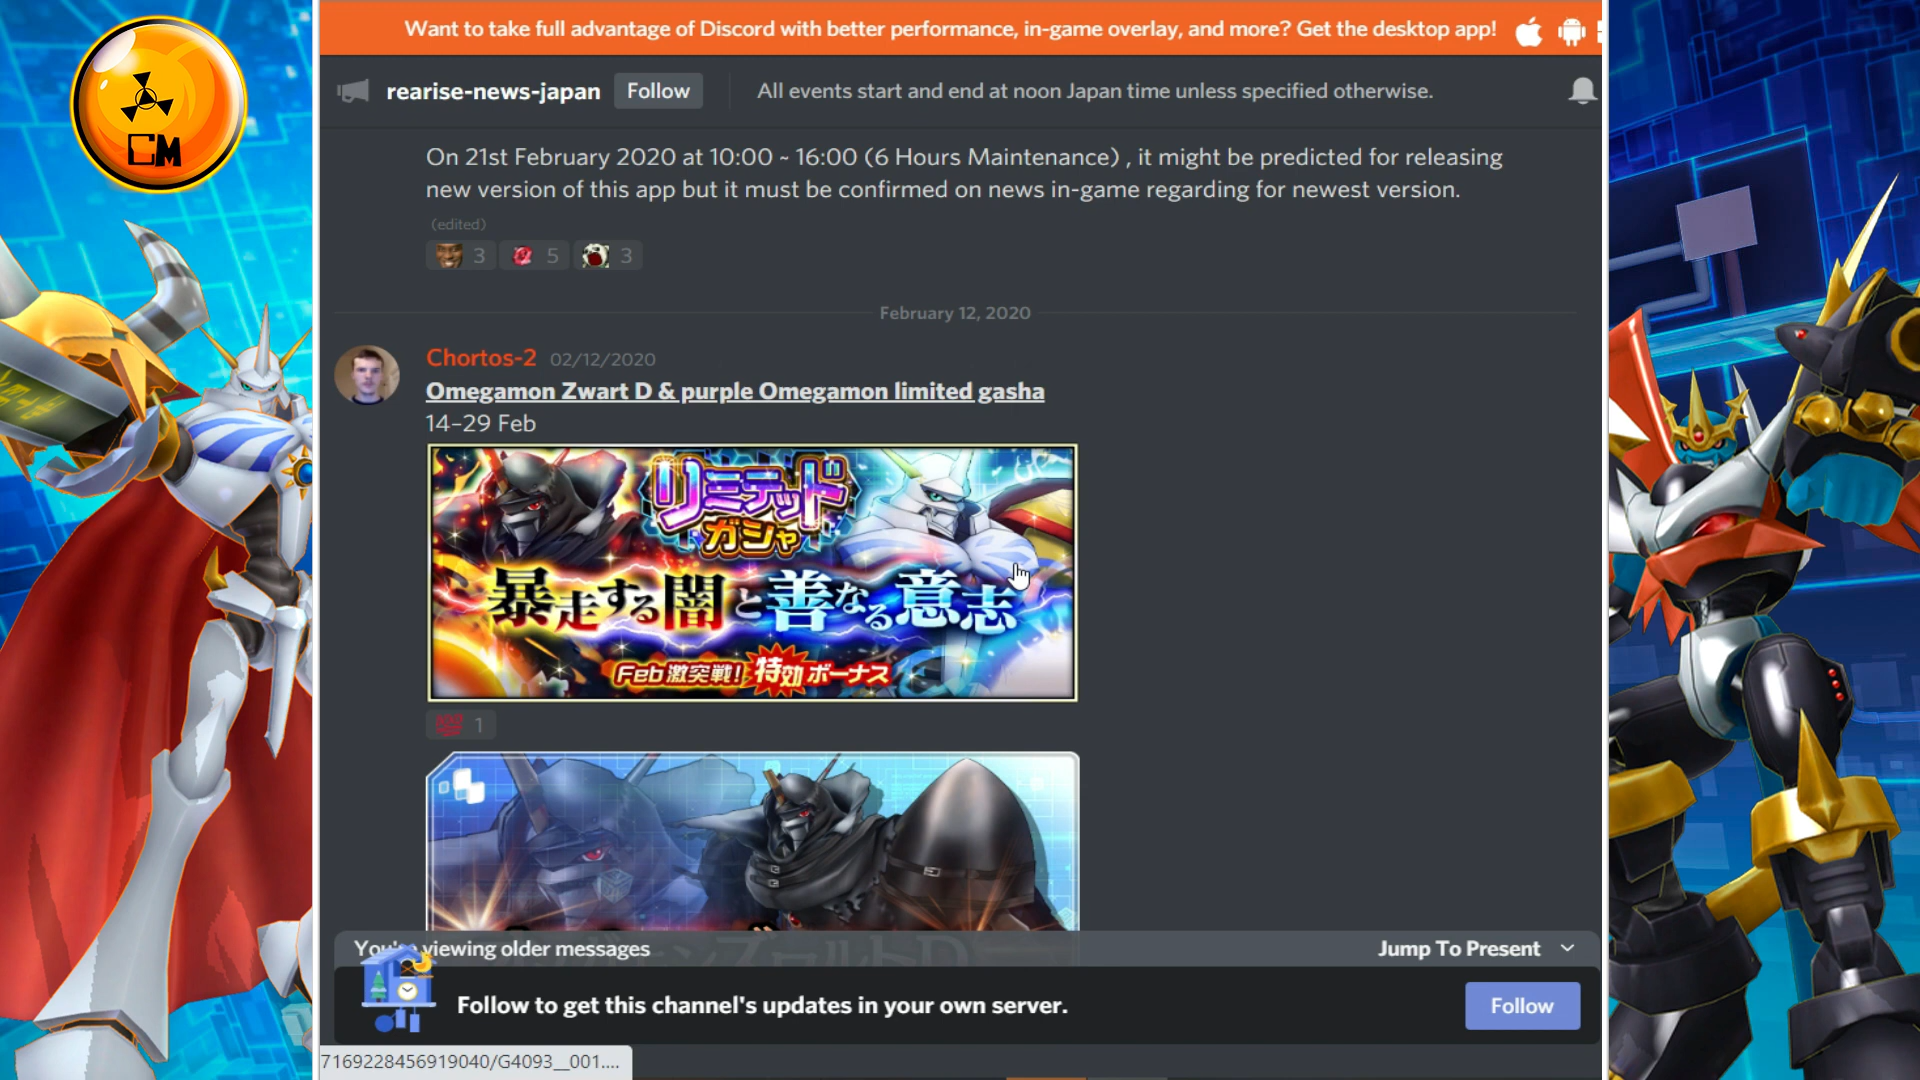 Want to take full advantage of Discord with better performance, in-game overlay, and more? Get the desktop app!
CM
rearise-news-japan Follow All events start and end at noon Japan time unless specified otherwise.
On 21st February 2020 at 10:00 ~ 16:00 (6 Hours Maintenance) , it might be predicted for releasing
new version of this app but it must be confirmed on news in-game regarding for newest version.
(edited)
3 5 3
February 12, 2020
Chortos-2 02/12/2020
Omegamon Zwart D & purple Omegamon limited gasha
14–29 Feb
リミテッド
ガシャ
暴走する闇と善なる意志
Feb激突戦! 特効ボーナス
1
You're viewing older messages Jump To Present
Follow to get this channel's updates in your own server. Follow
7169228456919040/G4093__001....